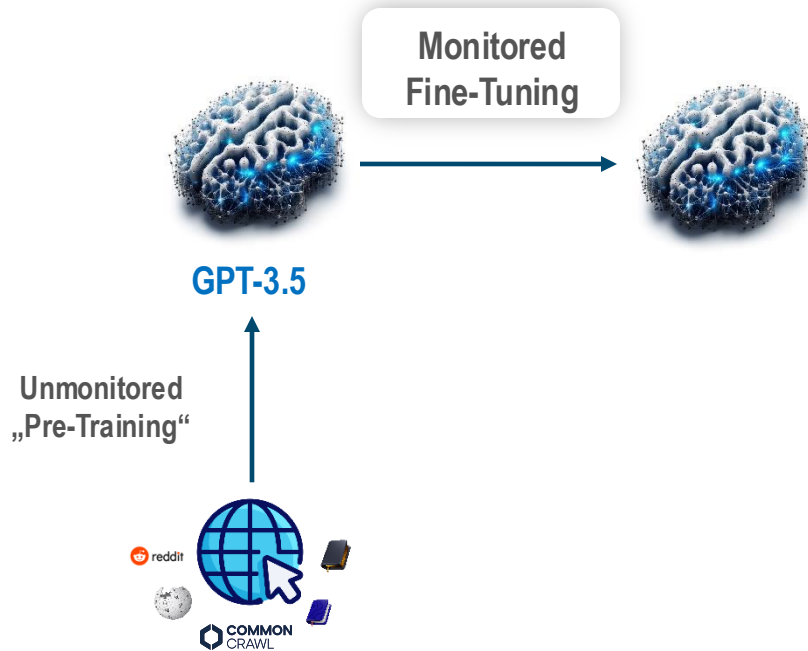 Monitored
Fine-Tuning
GPT-3.5
Unmonitored
„Pre-Training“
reddit
COMMON
CRAWL